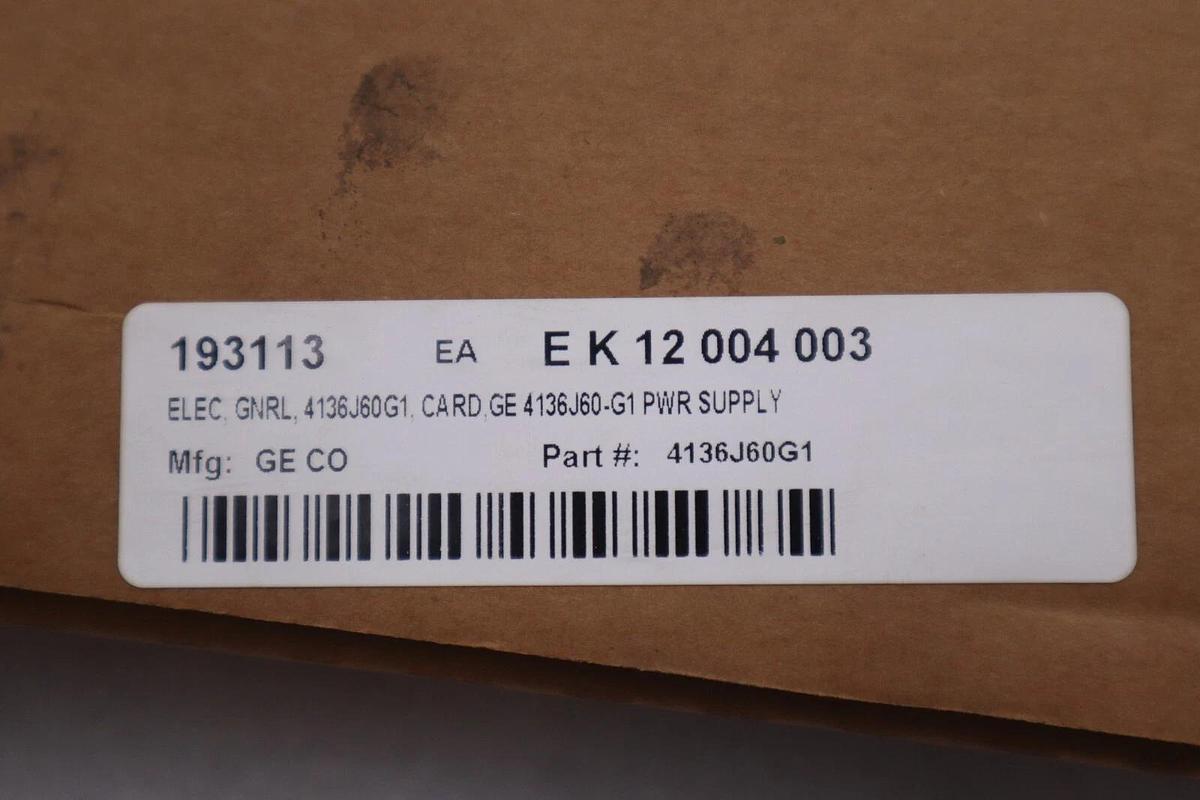 193113 EA E K 12 004 003
ELEC, GNRL, 4136J60G1, CARD,GE 4136J60-G1 PWR SUPPLY
Mfg: GE CO Part #: 4136J60G1